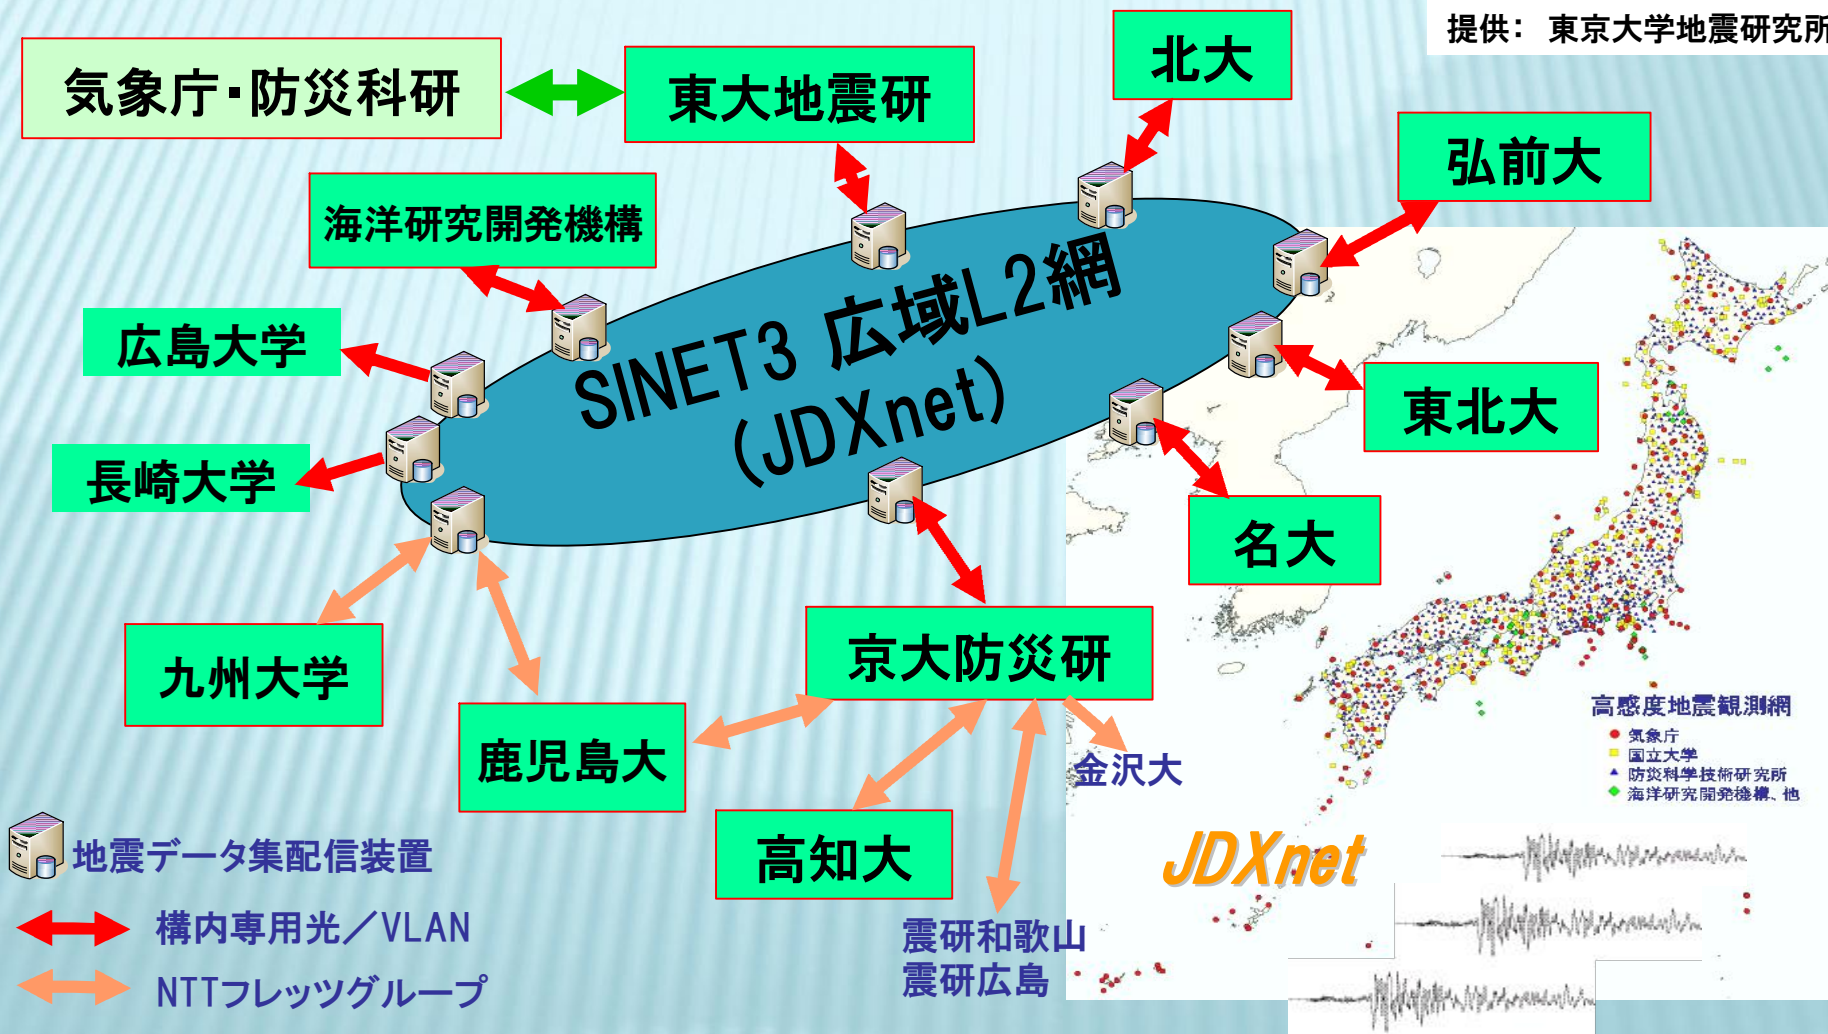 提供： 東京大学地震研究所
気象庁・防災科研
東大地震研
北大
弘前大
海洋研究開発機構
広島大学
SINET3 広域L2網
(JDXnet)
東北大
長崎大学
名大
九州大学
京大防災研
鹿児島大
金沢大
高知大
震研和歌山
震研広島
高感度地震観測網
気象庁
国立大学
防災科学技術研究所
海洋研究開発機構、他
JDXnet
地震データ集配信装置
構内専用光／VLAN
NTTフレッツグループ